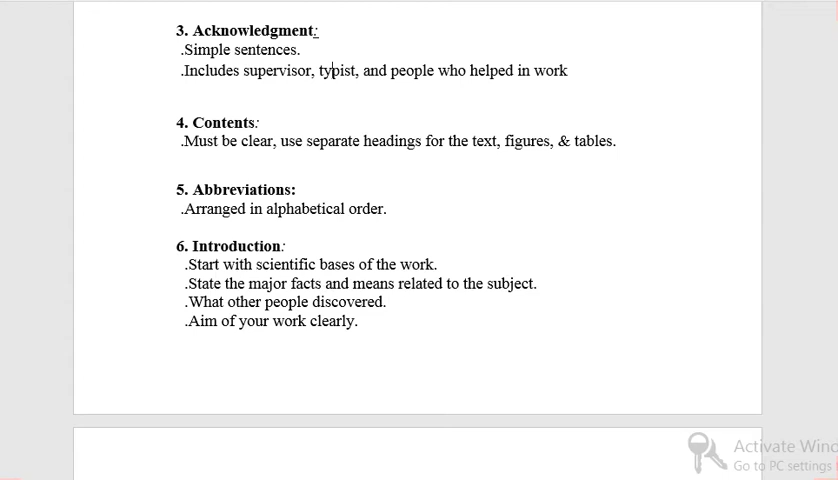 3. Acknowledgment:
.Simple sentences.
.Includes supervisor, typist, and people who helped in work
4. Contents:
.Must be clear, use separate headings for the text, figures, & tables.
5. Abbreviations:
.Arranged in alphabetical order.
6. Introduction:
.Start with scientific bases of the work.
.State the major facts and means related to the subject.
.What other people discovered.
.Aim of your work clearly.
Activate Wind
Go to PC settings